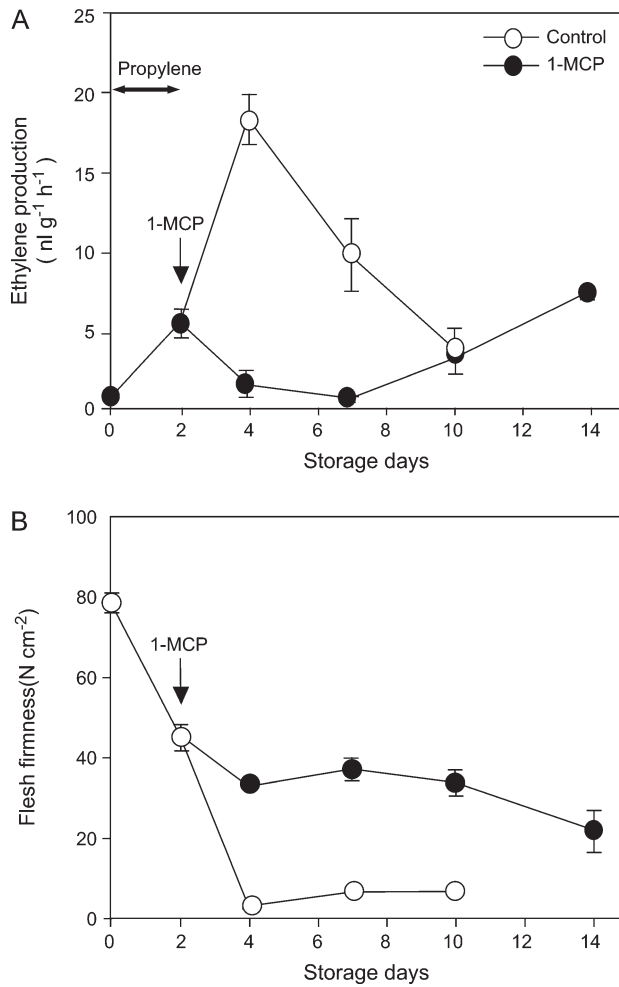 A
Control
1-MCP
Propylene
1-MCP
Ethylene production
( nl g⁻¹ h⁻¹ )
25
20
15
10
5
0
0 2 4 6 8 10 12 14
Storage days
B
1-MCP
Flesh firmness(N cm⁻²)
100
80
60
40
20
0
0 2 4 6 8 10 12 14
Storage days